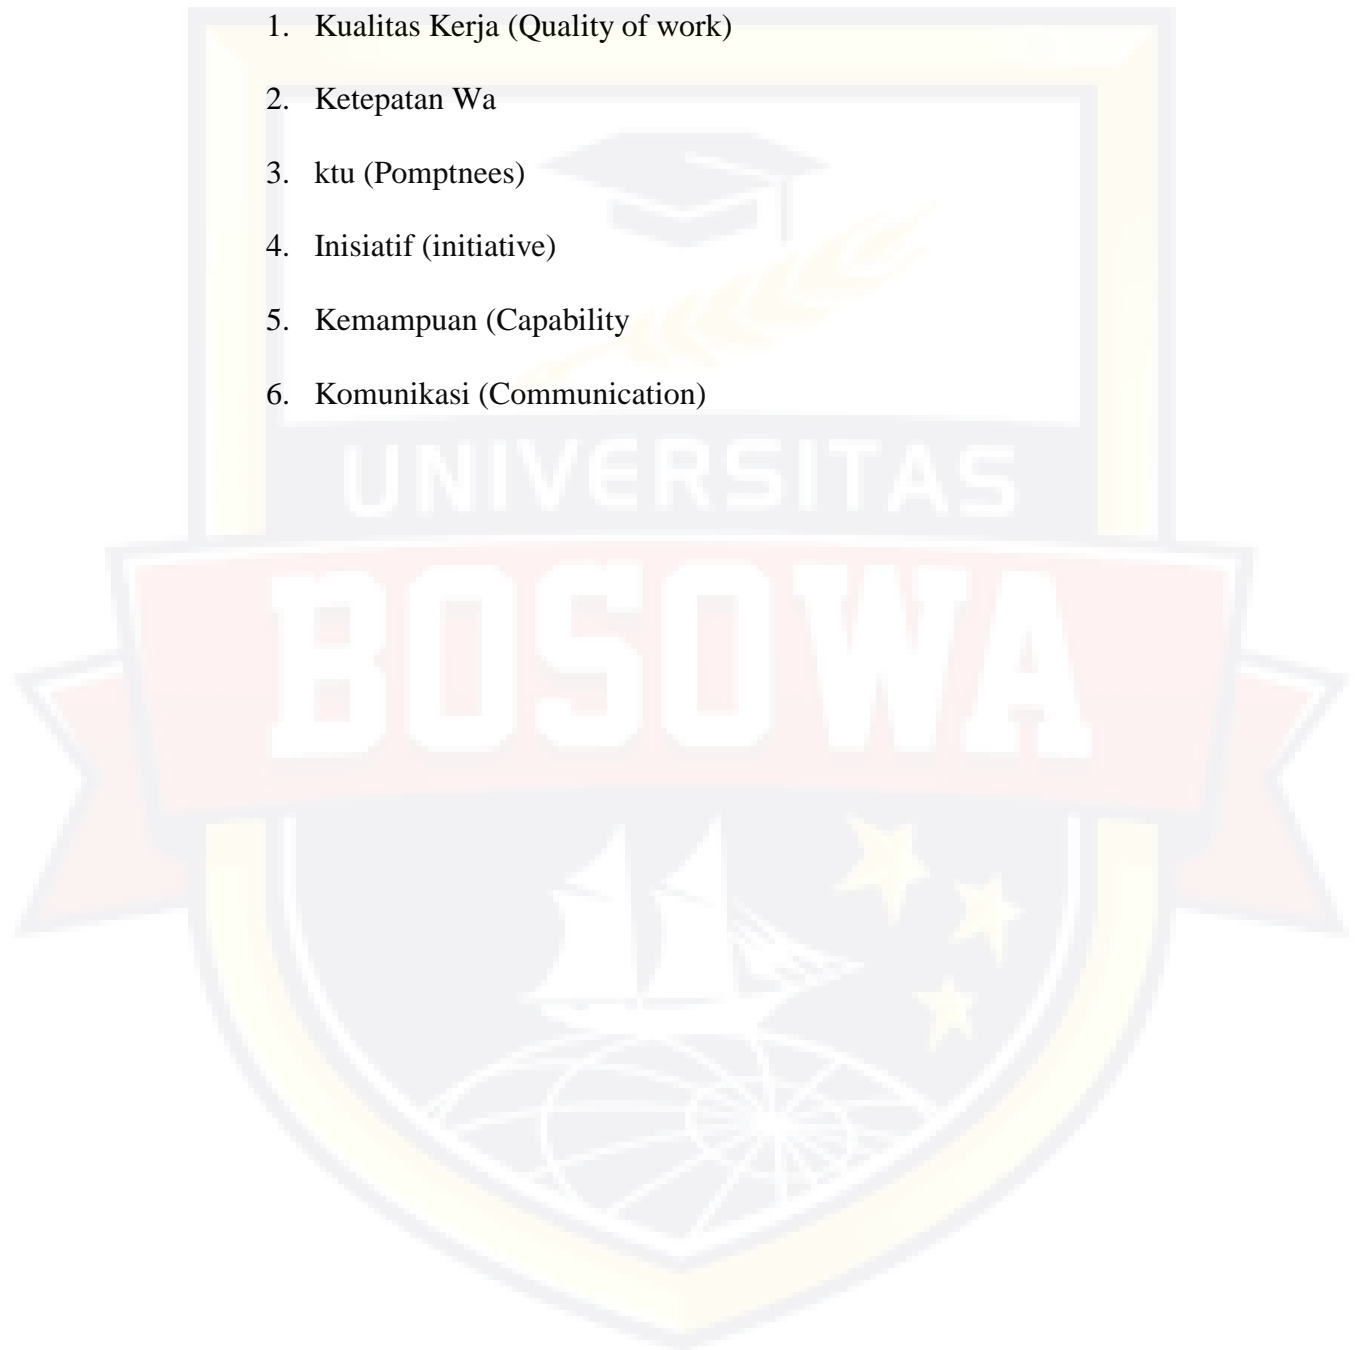 1. Kualitas Kerja (Quality of work)
2. Ketepatan Wa
3. ktu (Pomptnees)
4. Inisiatif (initiative)
5. Kemampuan (Capability
6. Komunikasi (Communication)
UNIVERSITAS
BOSOWA